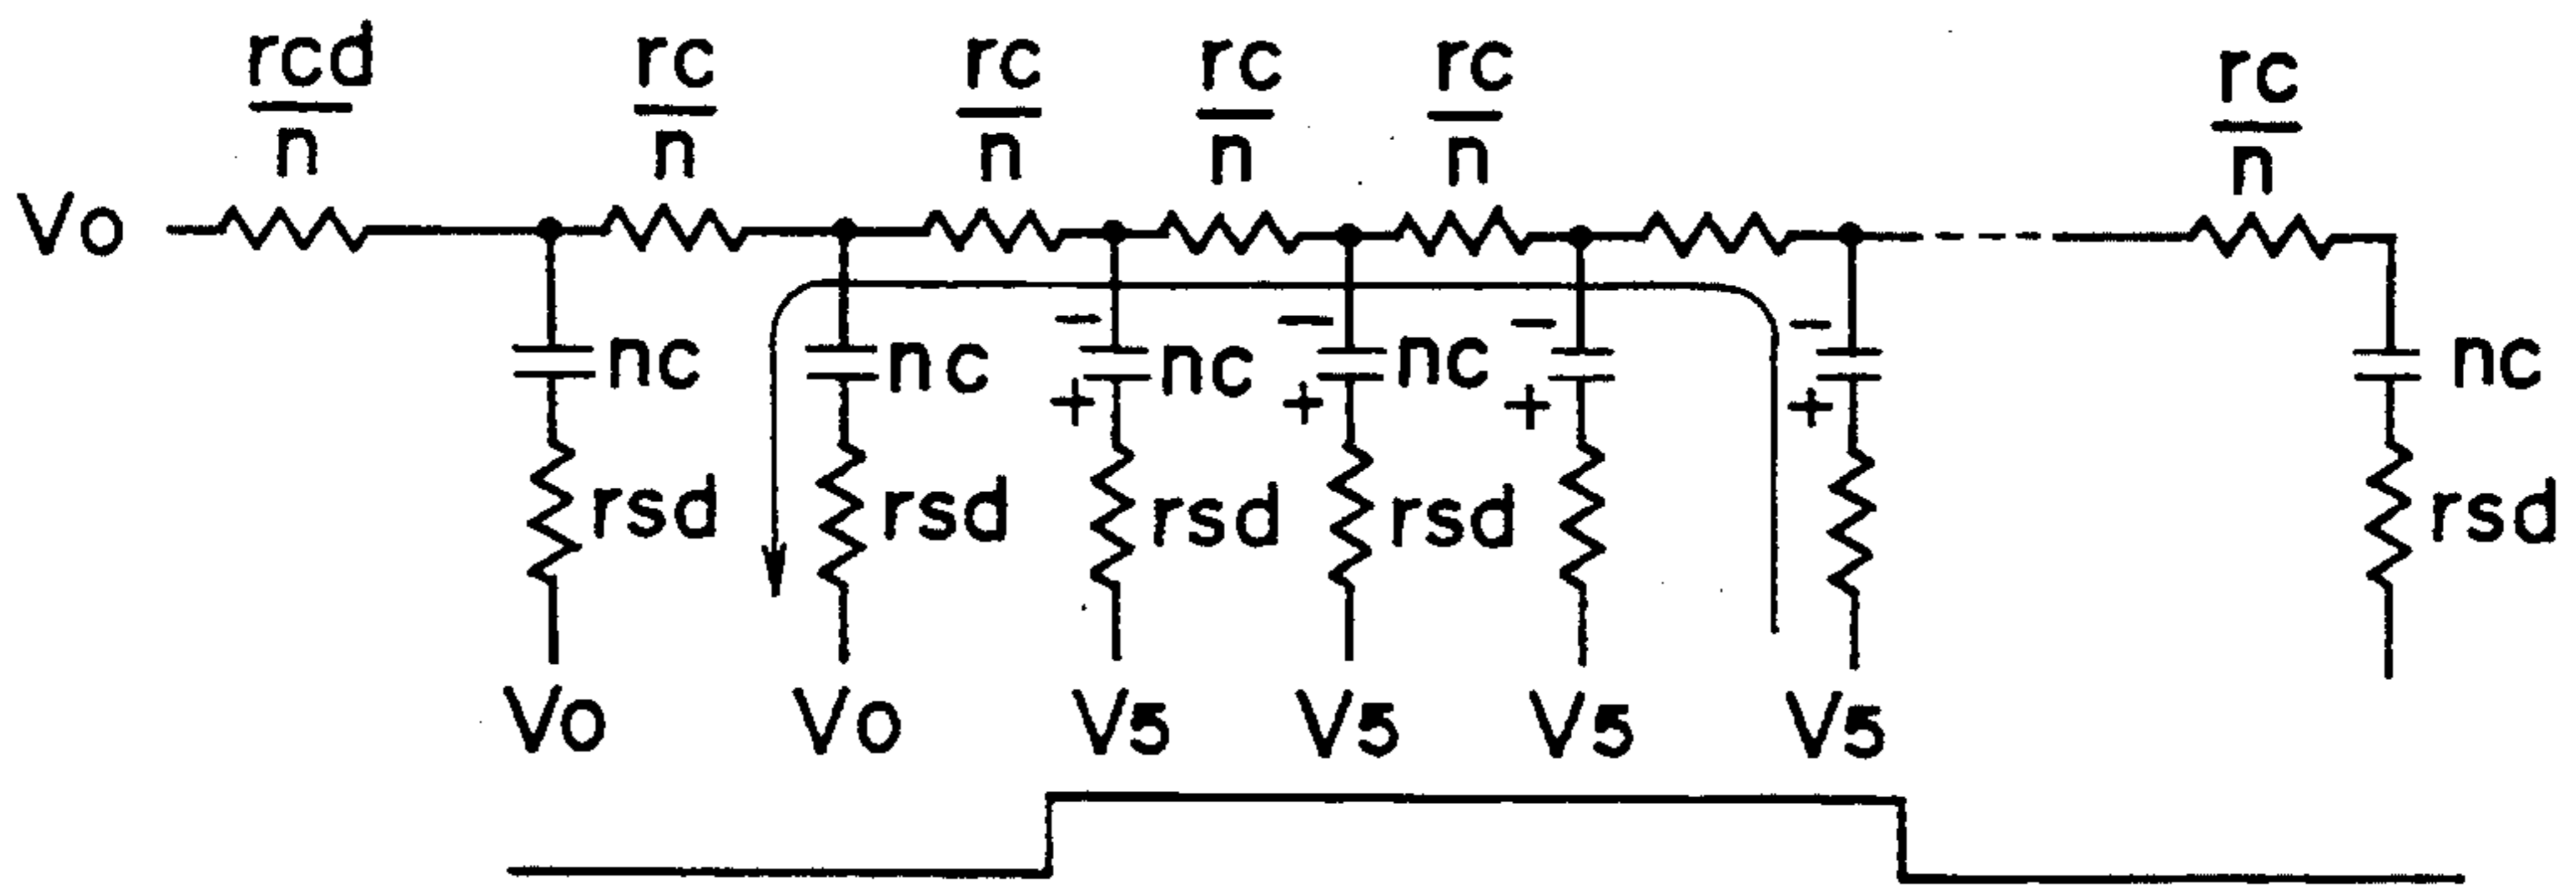 rcd rc rc rc rc rc
n n n n n n
Vo
− − − −
nc nc nc nc nc
+ + + +
rsd rsd rsd rsd rsd
Vo Vo V5 V5 V5 V5